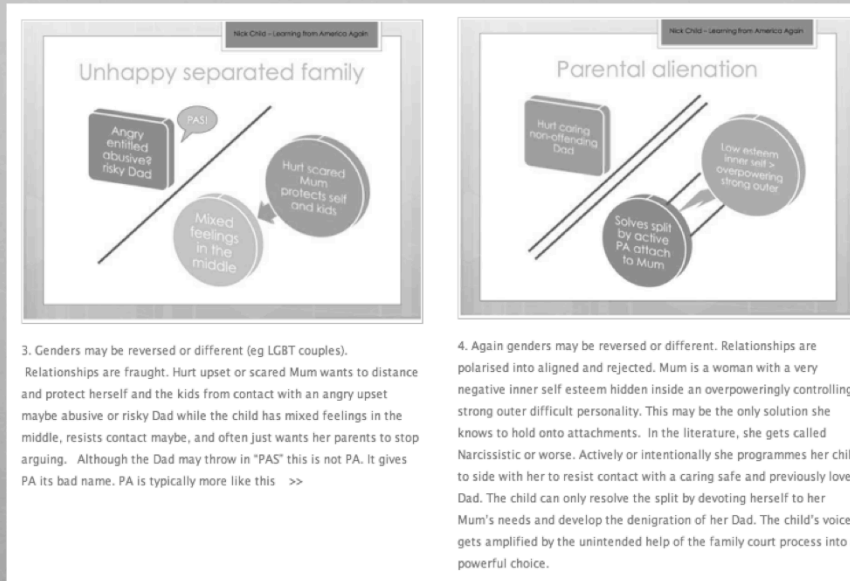 Nick Child – Learning from America Again
Unhappy separated family
Angry
entitled
abusive?
risky Dad
PAS!
Hurt scared
Mum
protects self
and kids
Mixed
feelings
in the
middle
3. Genders may be reversed or different (eg LGBT couples).
Relationships are fraught. Hurt upset or scared Mum wants to distance
and protect herself and the kids from contact with an angry upset
maybe abusive or risky Dad while the child has mixed feelings in the
middle, resists contact maybe, and often just wants her parents to stop
arguing. Although the Dad may throw in “PAS” this is not PA. It gives
PA its bad name. PA is typically more like this >>
Nick Child – Learning from America Again
Parental alienation
Hurt caring
non-offending
Dad
Low esteem
inner self >
overpowering
strong outer
Solves split
by active
PA attach
to Mum
4. Again genders may be reversed or different. Relationships are
polarised into aligned and rejected. Mum is a woman with a very
negative inner self esteem hidden inside an overpoweringly controlling
strong outer difficult personality. This may be the only solution she
knows to hold onto attachments. In the literature, she gets called
Narcissistic or worse. Actively or intentionally she programmes her chil
to side with her to resist contact with a caring safe and previously love
Dad. The child can only resolve the split by devoting herself to her
Mum’s needs and develop the denigration of her Dad. The child’s voice
gets amplified by the unintended help of the family court process into
powerful choice.